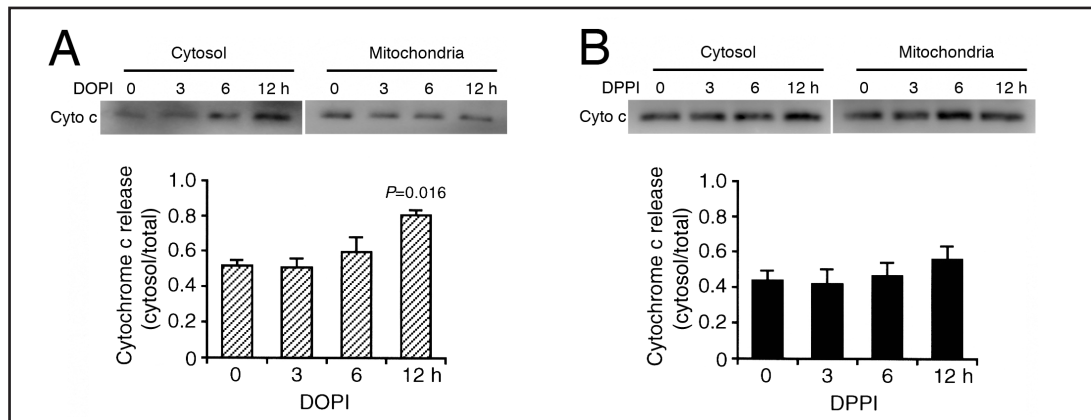 A
Cytosol
Mitochondria
DOPI 0 3 6 12 h 0 3 6 12 h
Cyto c
Cytochrome c release
(cytosol/total)
1.0
0.8
0.6
0.4
0.2
0
P=0.016
0 3 6 12 h
DOPI
B
Cytosol
Mitochondria
DPPI 0 3 6 12 h 0 3 6 12 h
Cyto c
Cytochrome c release
(cytosol/total)
1.0
0.8
0.6
0.4
0.2
0
0 3 6 12 h
DPPI